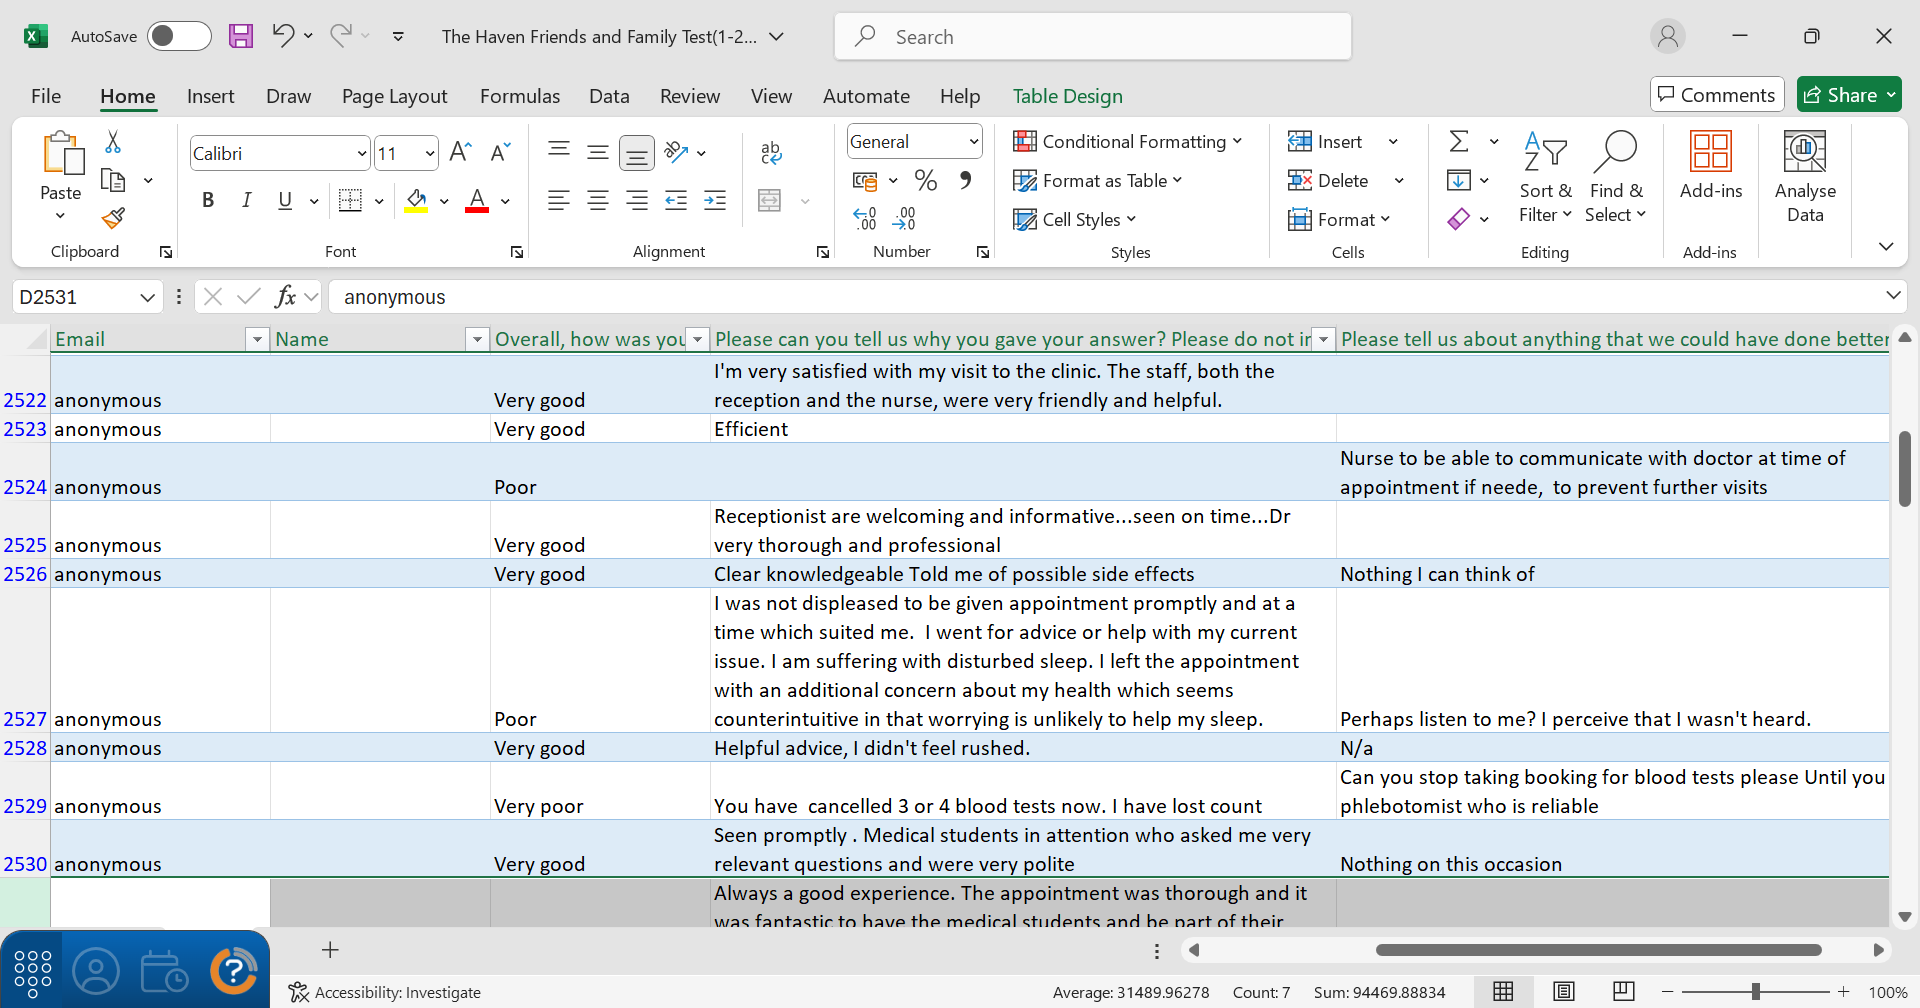 AutoSave
The Haven Friends and Family Test(1-2...
Search
File Home Insert Draw Page Layout Formulas Data Review View Automate Help Table Design
Comments Share
Paste
Clipboard
Calibri 11
B I U A
Font
ab
Alignment
General
% ,
Number
Conditional Formatting
Format as Table
Cell Styles
Styles
Insert
Delete
Format
Cells
Sort &
Filter
Find &
Select
Editing
Add-ins
Add-ins
Analyse
Data
D2531 fx anonymous
Email Name Overall, how was you Please can you tell us why you gave your answer? Please do not in Please tell us about anything that we could have done better
I'm very satisfied with my visit to the clinic. The staff, both the
2522 anonymous Very good reception and the nurse, were very friendly and helpful.
2523 anonymous Very good Efficient
Nurse to be able to communicate with doctor at time of
2524 anonymous Poor appointment if neede, to prevent further visits
Receptionist are welcoming and informative...seen on time...Dr
2525 anonymous Very good very thorough and professional
2526 anonymous Very good Clear knowledgeable Told me of possible side effects Nothing I can think of
I was not displeased to be given appointment promptly and at a
time which suited me. I went for advice or help with my current
issue. I am suffering with disturbed sleep. I left the appointment
with an additional concern about my health which seems
2527 anonymous Poor counterintuitive in that worrying is unlikely to help my sleep. Perhaps listen to me? I perceive that I wasn't heard.
2528 anonymous Very good Helpful advice, I didn't feel rushed. N/a
Can you stop taking booking for blood tests please Until you
2529 anonymous Very poor You have cancelled 3 or 4 blood tests now. I have lost count phlebotomist who is reliable
Seen promptly . Medical students in attention who asked me very
2530 anonymous Very good relevant questions and were very polite Nothing on this occasion
Always a good experience. The appointment was thorough and it
was fantastic to have the medical students and be part of their
Accessibility: Investigate Average: 31489.96278 Count: 7 Sum: 94469.88834 100%